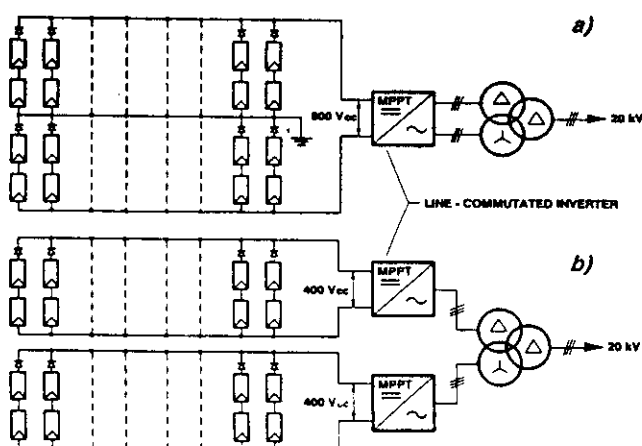 a)
MPPT
800 Vcc
20 kV
LINE - COMMUTATED INVERTER
b)
MPPT
400 Vcc
20 kV
MPPT
400 Vcc